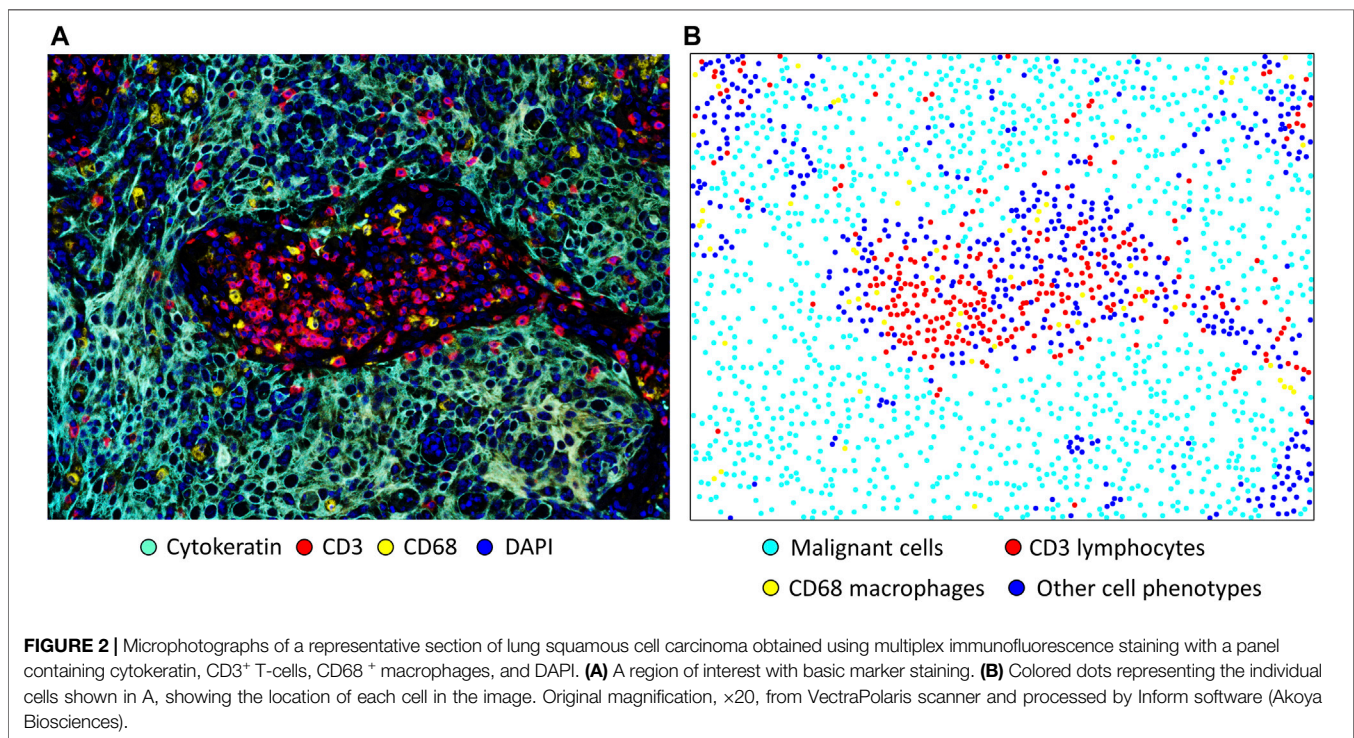 A
B
Cytokeratin CD3 CD68 DAPI
Malignant cells CD3 lymphocytes
CD68 macrophages Other cell phenotypes
FIGURE 2 | Microphotographs of a representative section of lung squamous cell carcinoma obtained using multiplex immunofluorescence staining with a panel
containing cytokeratin, CD3⁺ T-cells, CD68 ⁺ macrophages, and DAPI. (A) A region of interest with basic marker staining. (B) Colored dots representing the individual
cells shown in A, showing the location of each cell in the image. Original magnification, ×20, from VectraPolaris scanner and processed by Inform software (Akoya
Biosciences).